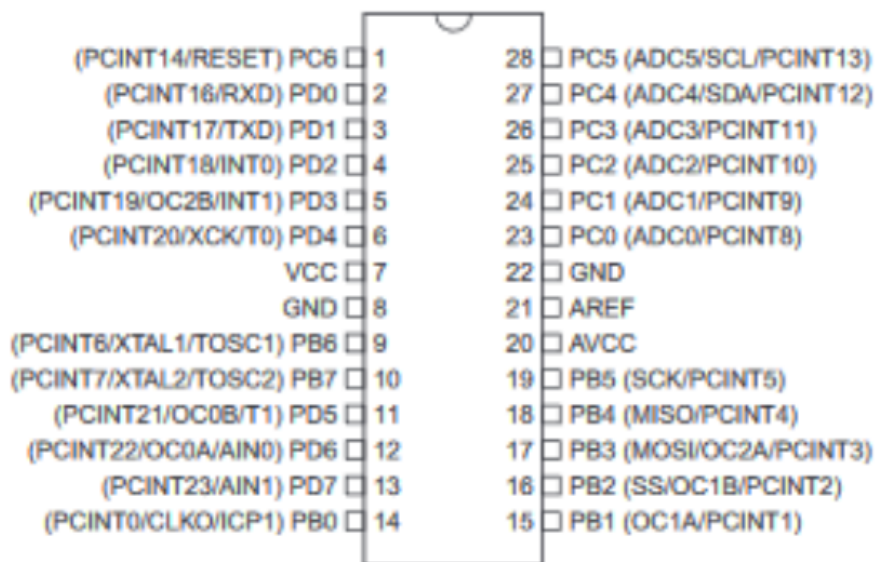 (PCINT14/RESET) PC6 1 28 PC5 (ADC5/SCL/PCINT13)
(PCINT16/RXD) PD0 2 27 PC4 (ADC4/SDA/PCINT12)
(PCINT17/TXD) PD1 3 26 PC3 (ADC3/PCINT11)
(PCINT18/INT0) PD2 4 25 PC2 (ADC2/PCINT10)
(PCINT19/OC2B/INT1) PD3 5 24 PC1 (ADC1/PCINT9)
(PCINT20/XCK/T0) PD4 6 23 PC0 (ADC0/PCINT8)
VCC 7 22 GND
GND 8 21 AREF
(PCINT6/XTAL1/TOSC1) PB6 9 20 AVCC
(PCINT7/XTAL2/TOSC2) PB7 10 19 PB5 (SCK/PCINT5)
(PCINT21/OC0B/T1) PD5 11 18 PB4 (MISO/PCINT4)
(PCINT22/OC0A/AIN0) PD6 12 17 PB3 (MOSI/OC2A/PCINT3)
(PCINT23/AIN1) PD7 13 16 PB2 (SS/OC1B/PCINT2)
(PCINT0/CLKO/ICP1) PB0 14 15 PB1 (OC1A/PCINT1)